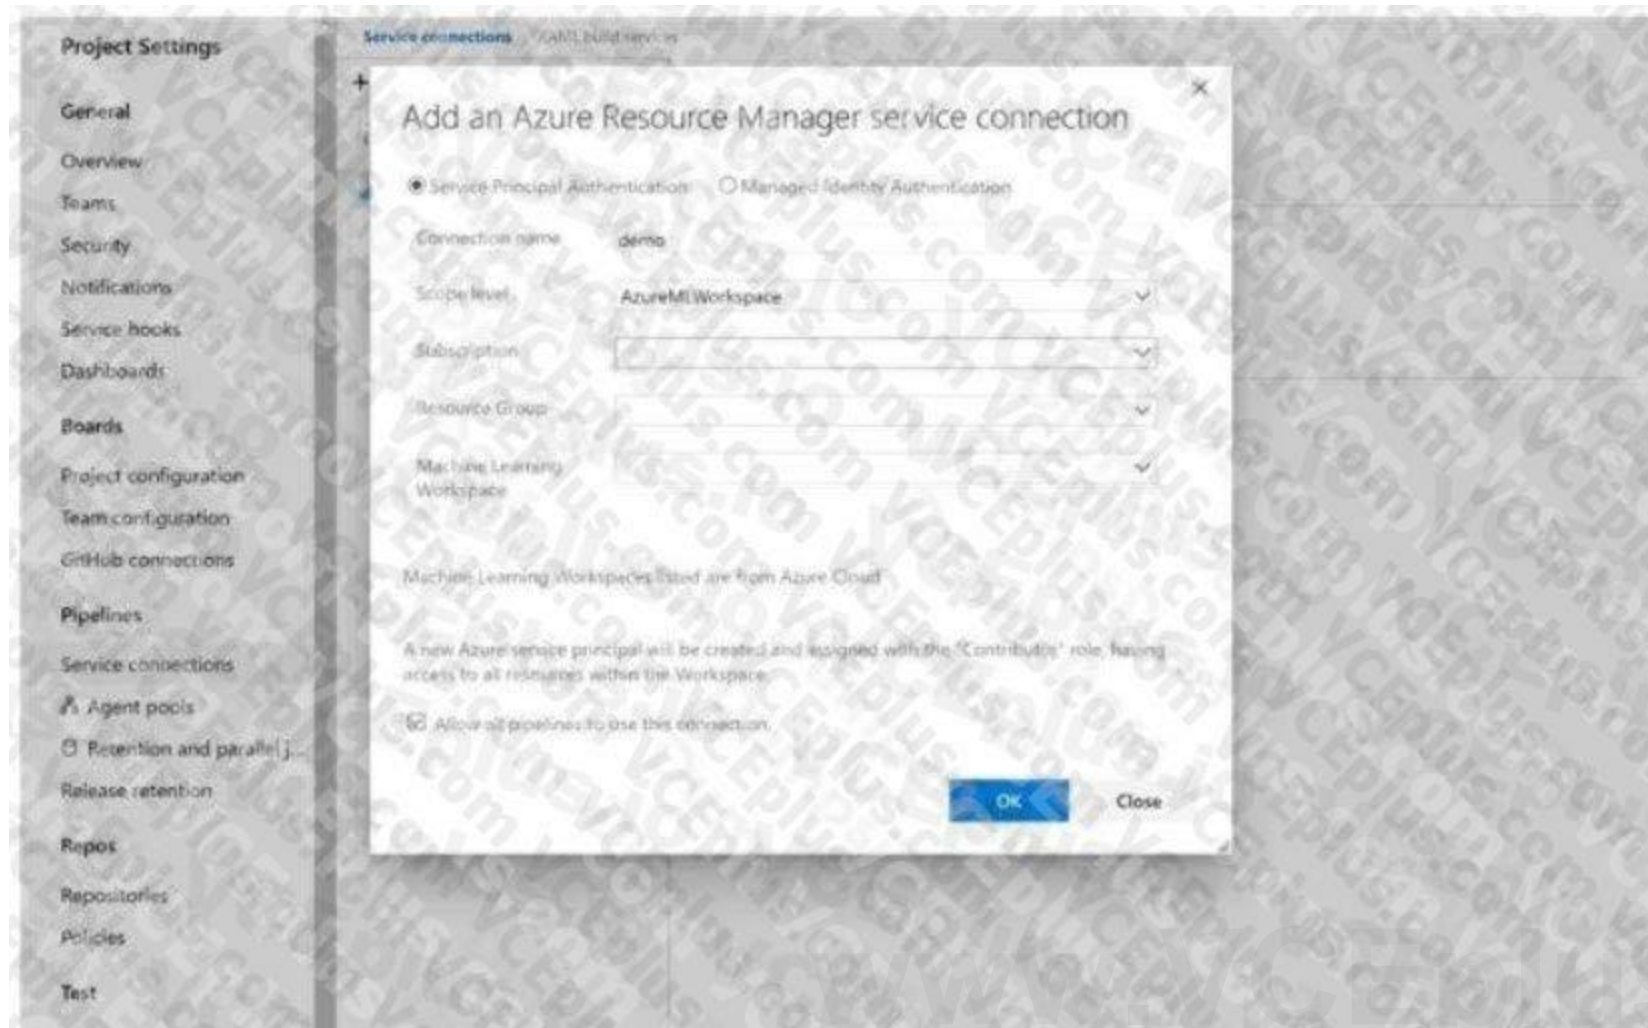 Project Settings
General
Overview
Teams
Security
Notifications
Service hooks
Dashboards
Boards
Project configuration
Team configuration
GitHub connections
Pipelines
Service connections
Agent pools
Retention and parallel j...
Release retention
Repos
Repositories
Policies
Test
Service connections XAML build services
+
Add an Azure Resource Manager service connection
Service Principal Authentication Managed Identity Authentication
Connection name demo
Scope level AzureMLWorkspace
Subscription
Resource Group
Machine Learning
Workspace
Machine Learning Workspaces listed are from Azure Cloud
A new Azure service principal will be created and assigned with the "Contributor" role, having
access to all resources within the Workspace.
Allow all pipelines to use this connection.
OK Close
VCEplus.com